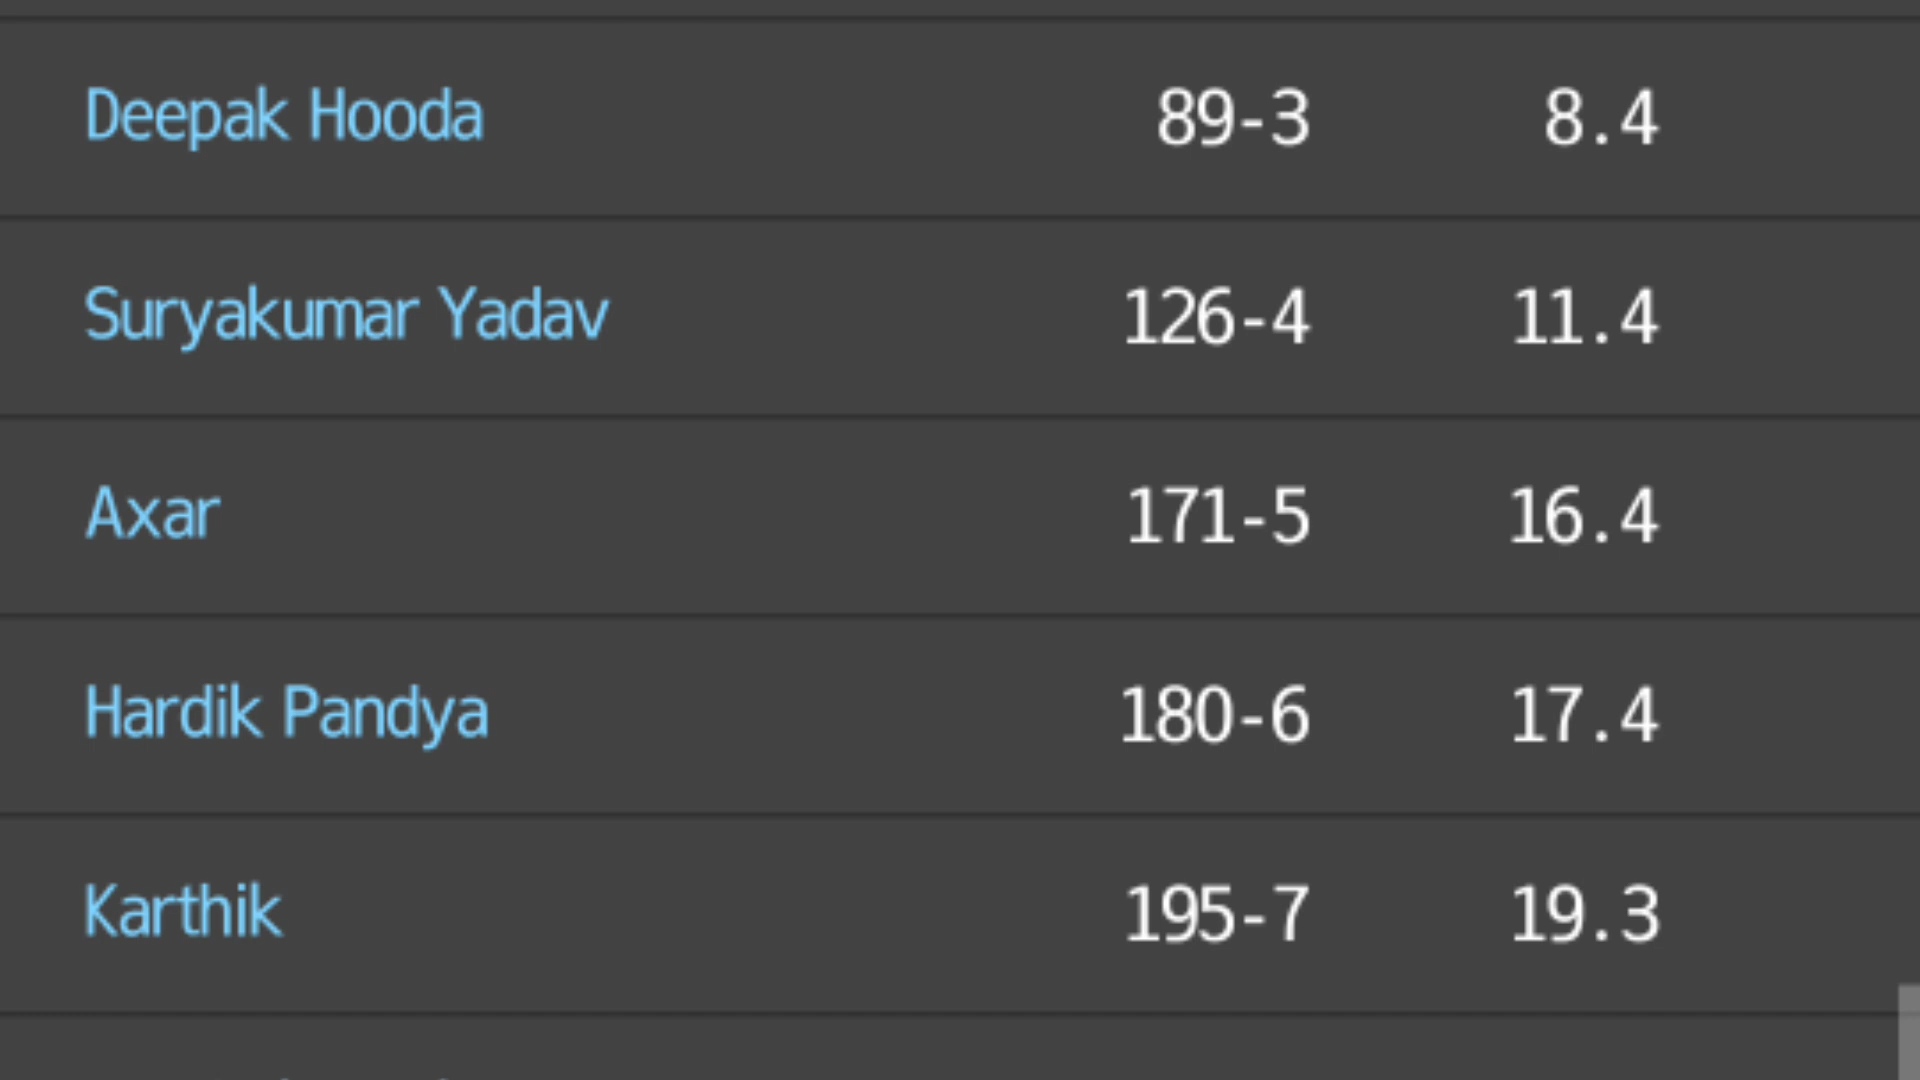 Deepak Hooda 89-3 8.4
Suryakumar Yadav 126-4 11.4
Axar 171-5 16.4
Hardik Pandya 180-6 17.4
Karthik 195-7 19.3